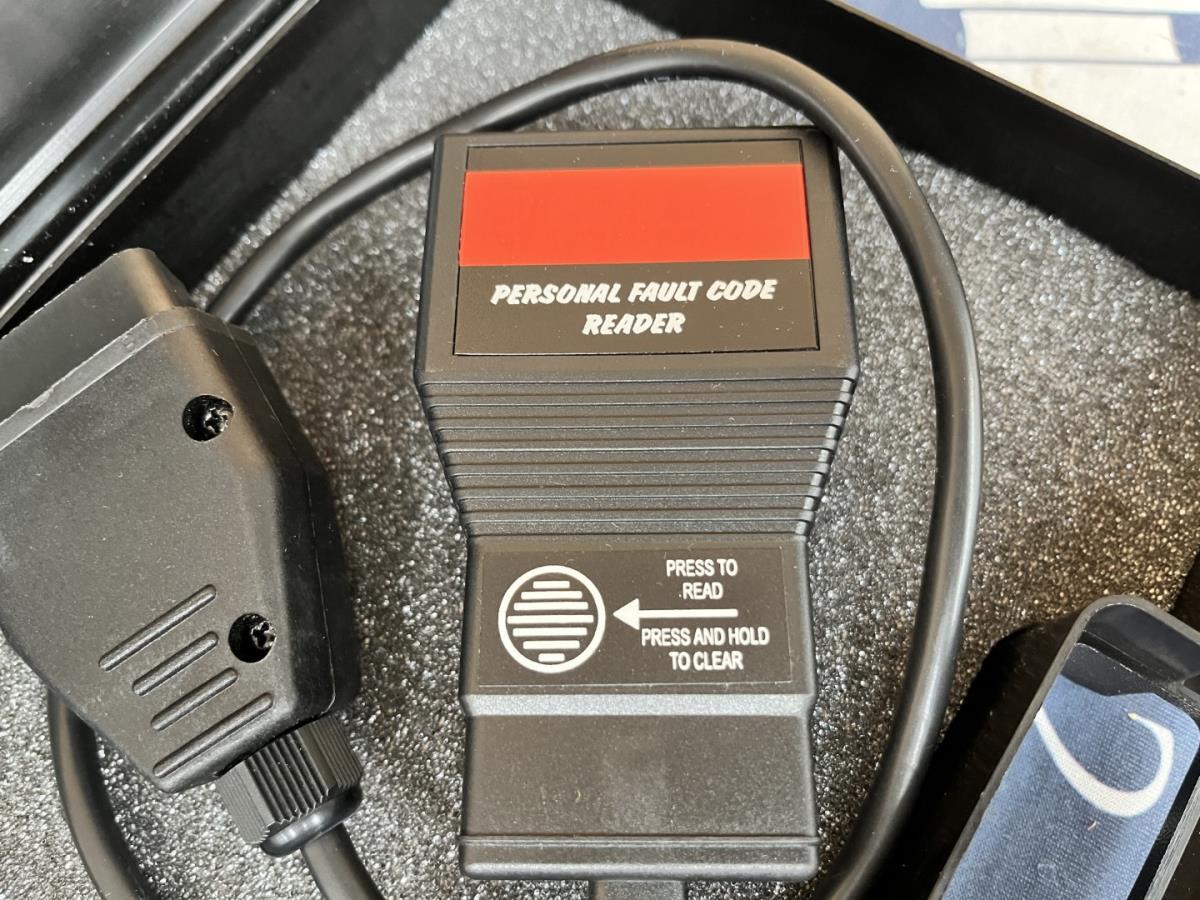 PERSONAL FAULT CODE
READER
PRESS TO
READ
PRESS AND HOLD
TO CLEAR